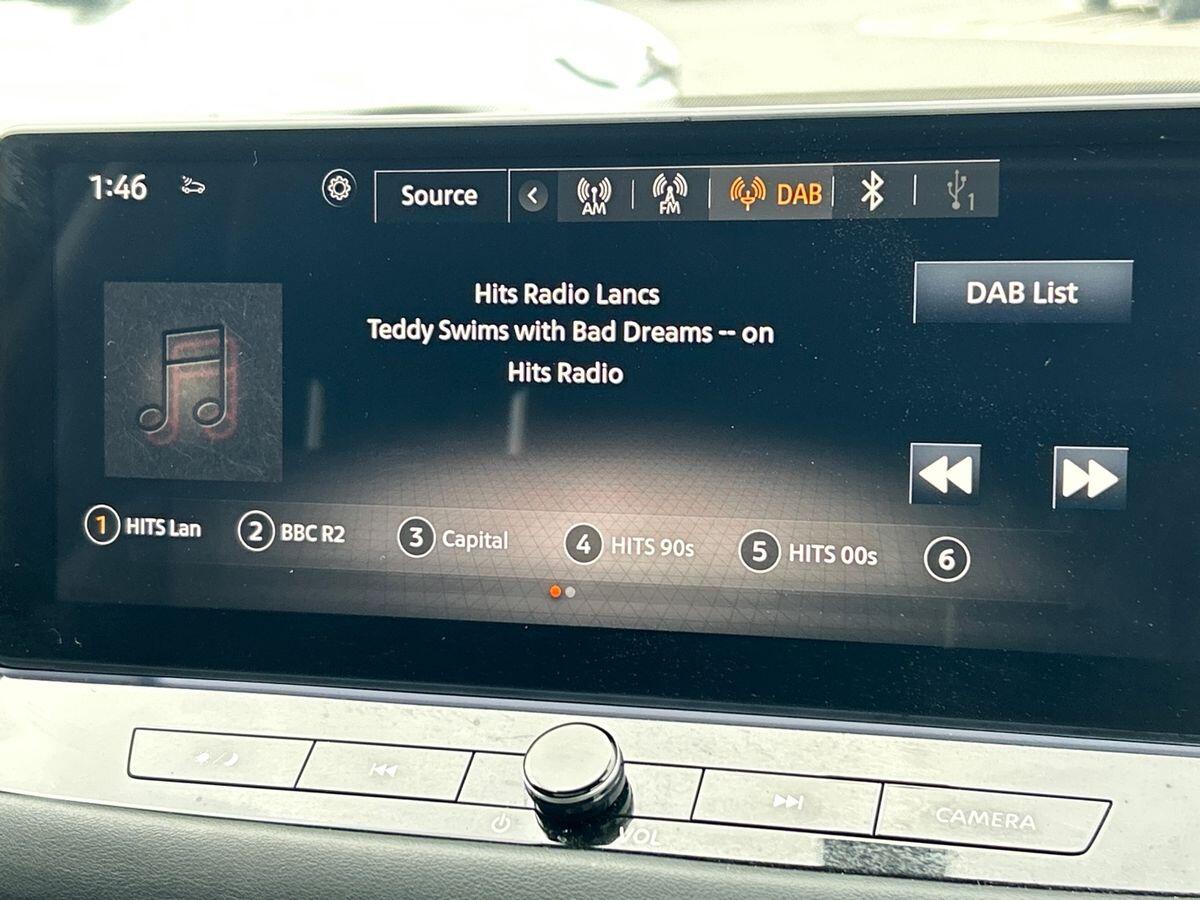 1:46
Source
AM
FM
DAB
1
Hits Radio Lancs
Teddy Swims with Bad Dreams -- on
Hits Radio
DAB List
1 HITS Lan
2 BBC R2
3 Capital
4 HITS 90s
5 HITS 00s
6
VOL
CAMERA